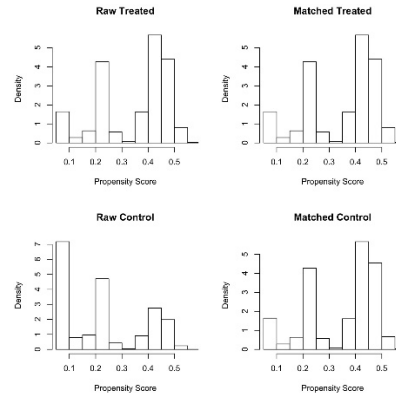 Raw Treated
Density
0 1 2 3 4 5
0.1 0.2 0.3 0.4 0.5
Propensity Score
Matched Treated
Density
0 1 2 3 4 5
0.1 0.2 0.3 0.4 0.5
Propensity Score
Raw Control
Density
0 1 2 3 4 5 6 7
0.1 0.2 0.3 0.4 0.5
Propensity Score
Matched Control
Density
0 1 2 3 4 5
0.1 0.2 0.3 0.4 0.5
Propensity Score